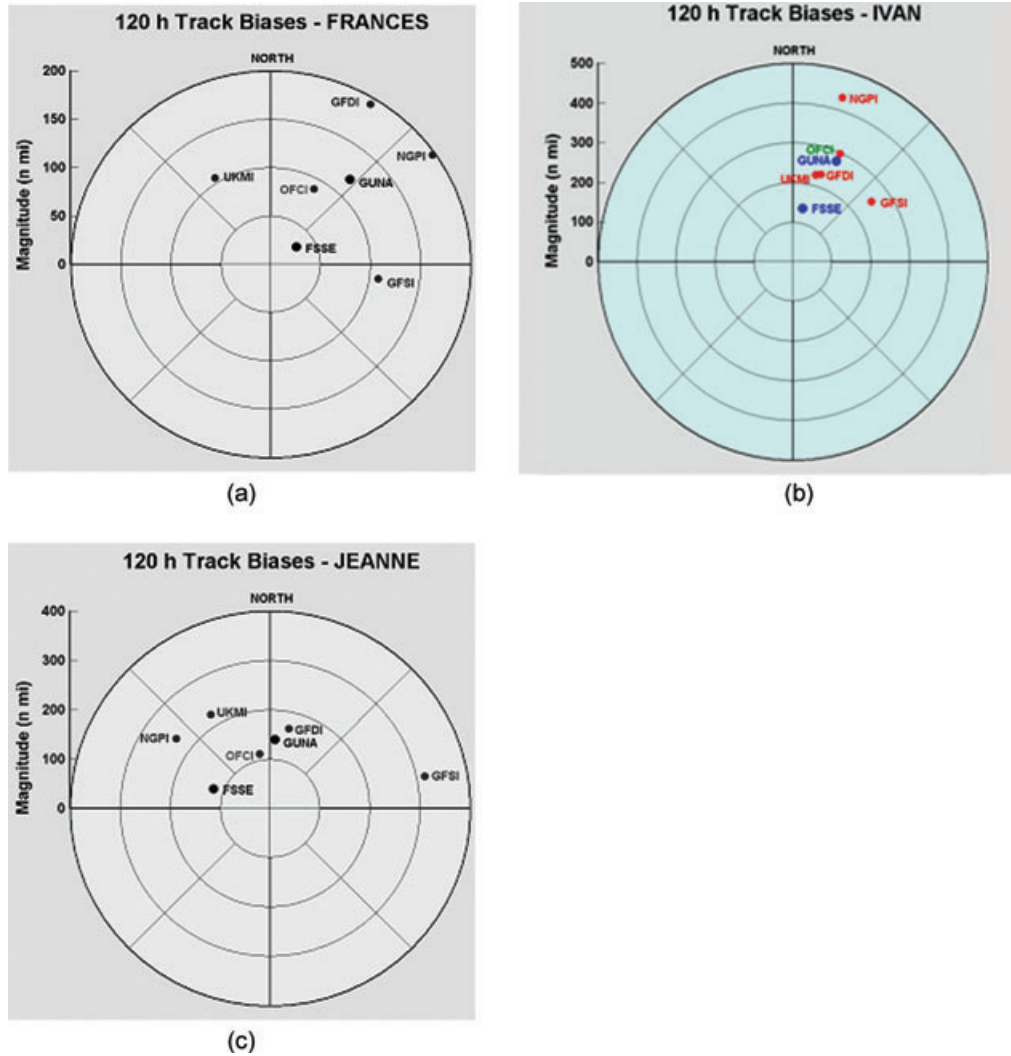 120 h Track Biases - FRANCES
NORTH
Magnitude (n mi)
200
150
100
50
0
GFDI
NGPI
UKMI
OFCI
GUNA
FSSE
GFSI
(a)
120 h Track Biases - IVAN
NORTH
Magnitude (n mi)
500
400
300
200
100
0
NGPI
OFCI
GUNA
UKMI
GFDI
GFSI
FSSE
(b)
120 h Track Biases - JEANNE
NORTH
Magnitude (n mi)
400
300
200
100
0
UKMI
NGPI
GFDI
GUNA
OFCI
GFSI
FSSE
(c)